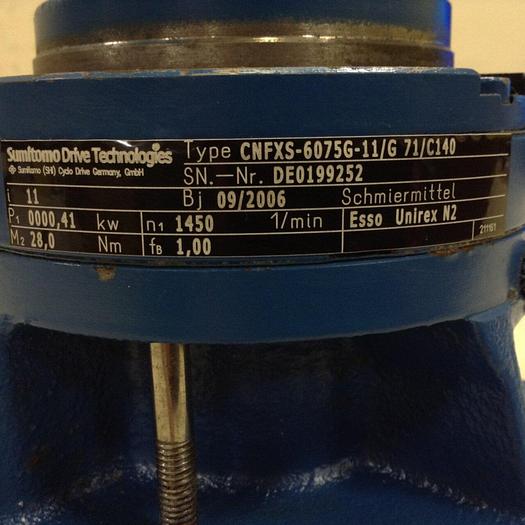 Sumitomo Drive Technologies
Sumitomo (SHI) Cyclo Drive Germany, GmbH
Type CNFXS-6075G-11/G 71/C140
SN.-Nr. DE0199252
i 11 Bj 09/2006 Schmiermittel
P1 0000,41 kw n1 1450 1/min Esso Unirex N2
M2 28,0 Nm fB 1,00 211161